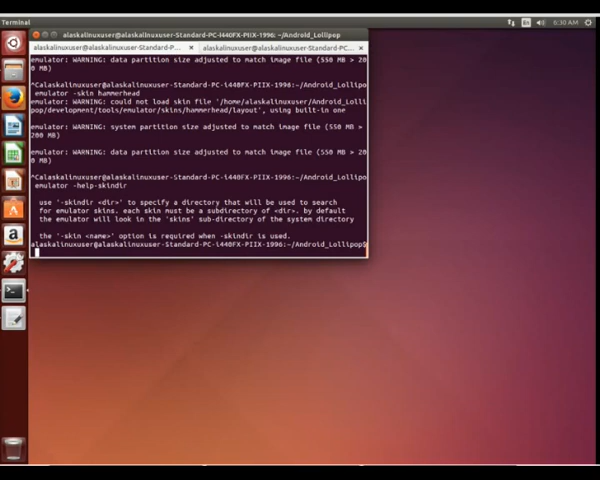 Terminal
En
6:30 AM
alaskalinuxuser@alaskalinuxuser-Standard-PC-i440FX-PIIX-1996: ~/Android_Lollipop
alaskalinuxuser@alaskalinuxuser-Standard-P... × alaskalinuxuser@alaskalinuxuser-Standard-PC... ×
emulator: WARNING: data partition size adjusted to match image file (550 MB > 20
0 MB)
^Calaskalinuxuser@alaskalinuxuser-Standard-PC-i440FX-PIIX-1996:~/Android_Lollipo
emulator -skin hammerhead
emulator: WARNING: could not load skin file '/home/alaskalinuxuser/Android_Lolli
pop/development/tools/emulator/skins/hammerhead/layout', using built-in one
emulator: WARNING: system partition size adjusted to match image file (550 MB >
200 MB)
emulator: WARNING: data partition size adjusted to match image file (550 MB > 20
0 MB)
^Calaskalinuxuser@alaskalinuxuser-Standard-PC-i440FX-PIIX-1996:~/Android_Lollipo
emulator -help-skindir
use '-skindir <dir>' to specify a directory that will be used to search
for emulator skins. each skin must be a subdirectory of <dir>. by default
the emulator will look in the 'skins' sub-directory of the system directory
the '-skin <name>' option is required when -skindir is used.
alaskalinuxuser@alaskalinuxuser-Standard-PC-i440FX-PIIX-1996:~/Android_Lollipop$